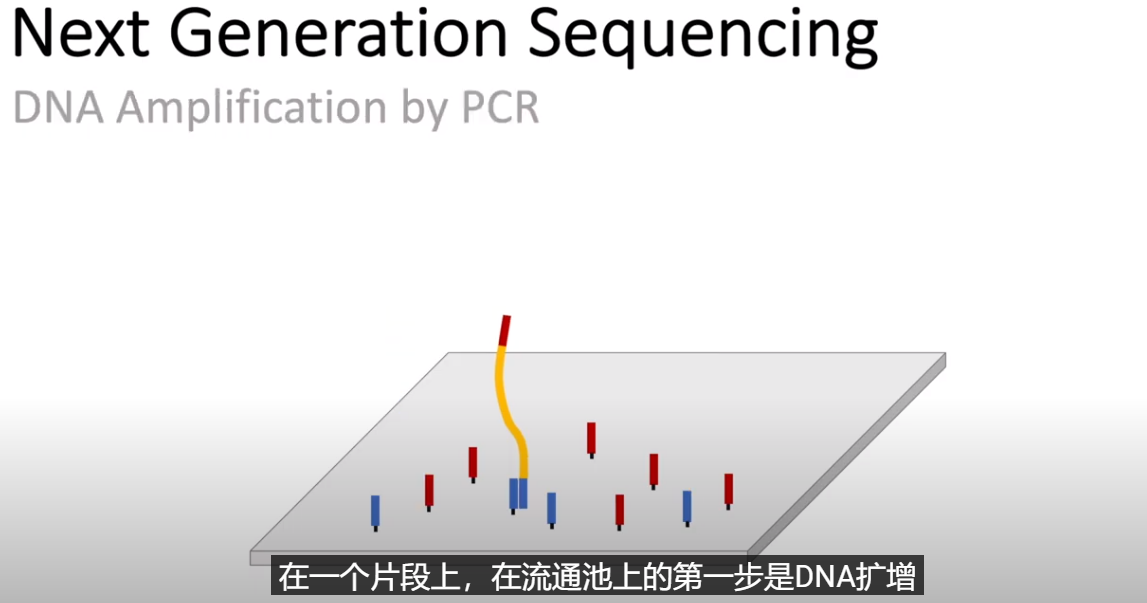 Next Generation Sequencing
DNA Amplification by PCR
在一个片段上，在流通池上的第一步是DNA扩增